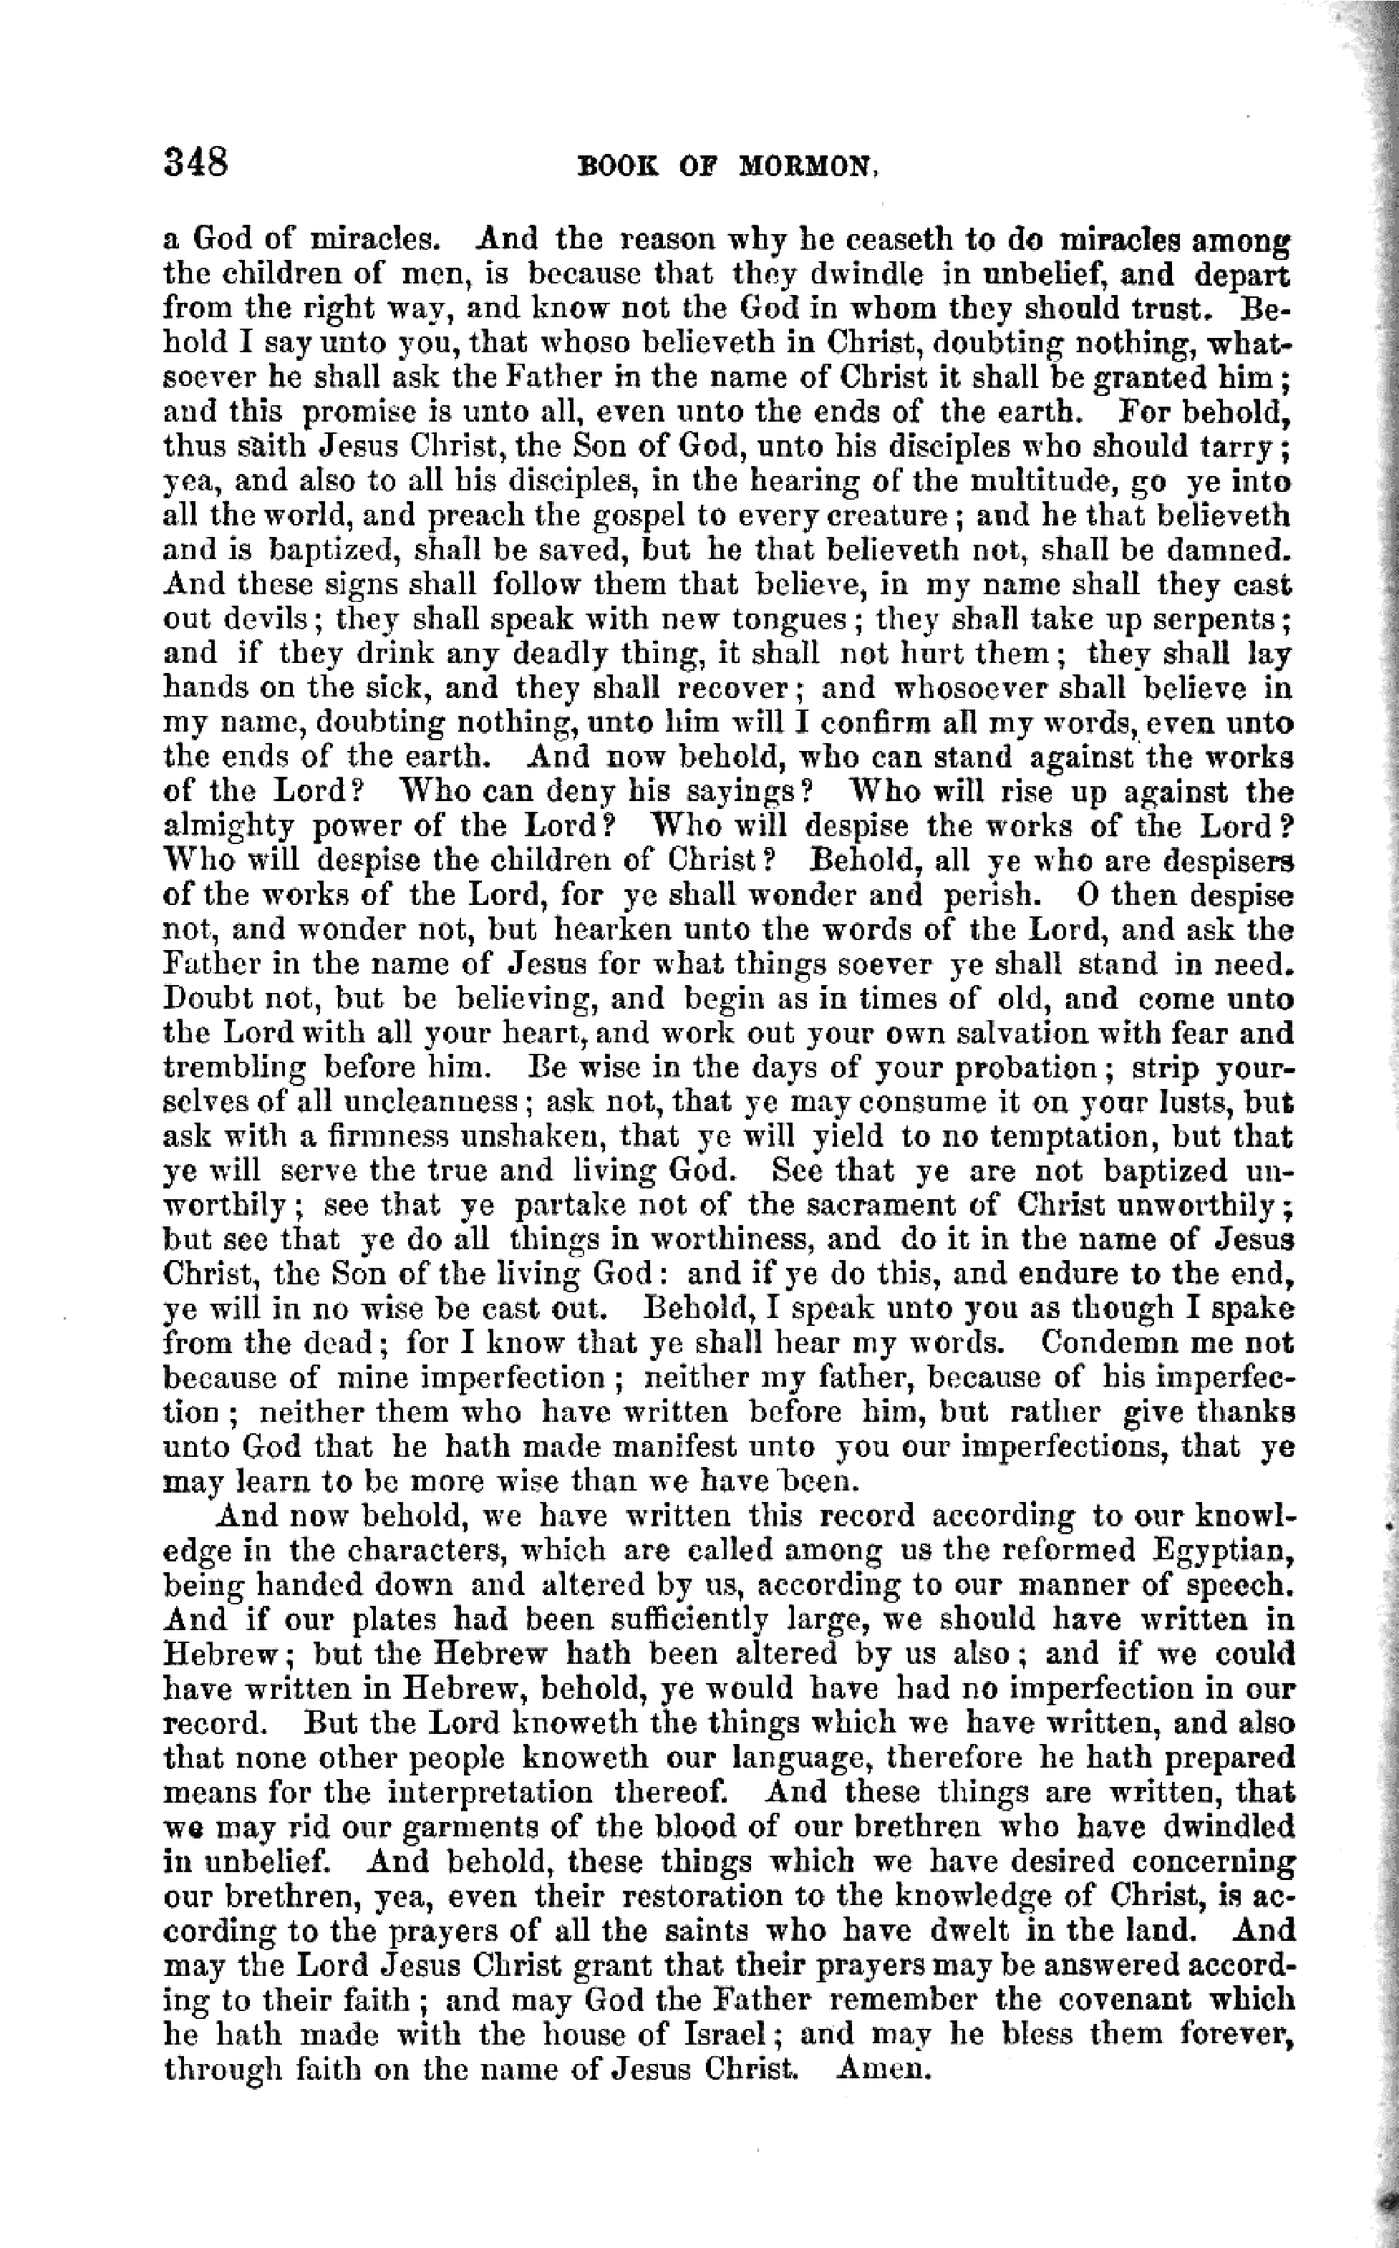 348 BOOK OF MORMON,
a God of miracles. And the reason why he ceaseth to do miracles among
the children of men, is because that they dwindle in unbelief, and depart
from the right way, and know not the God in whom they should trust. Be-
hold I say unto you, that whoso believeth in Christ, doubting nothing, what-
soever he shall ask the Father in the name of Christ it shall be granted him;
and this promise is unto all, even unto the ends of the earth. For behold,
thus saith Jesus Christ, the Son of God, unto his disciples who should tarry;
yea, and also to all his disciples, in the hearing of the multitude, go ye into
all the world, and preach the gospel to every creature; and he that believeth
and is baptized, shall be saved, but he that believeth not, shall be damned.
And these signs shall follow them that believe, in my name shall they cast
out devils; they shall speak with new tongues; they shall take up serpents;
and if they drink any deadly thing, it shall not hurt them; they shall lay
hands on the sick, and they shall recover; and whosoever shall believe in
my name, doubting nothing, unto him will I confirm all my words, even unto
the ends of the earth. And now behold, who can stand against the works
of the Lord? Who can deny his sayings? Who will rise up against the
almighty power of the Lord? Who will despise the works of the Lord?
Who will despise the children of Christ? Behold, all ye who are despisers
of the works of the Lord, for ye shall wonder and perish. O then despise
not, and wonder not, but hearken unto the words of the Lord, and ask the
Father in the name of Jesus for what things soever ye shall stand in need.
Doubt not, but be believing, and begin as in times of old, and come unto
the Lord with all your heart, and work out your own salvation with fear and
trembling before him. Be wise in the days of your probation; strip your-
selves of all uncleanness; ask not, that ye may consume it on your lusts, but
ask with a firmness unshaken, that ye will yield to no temptation, but that
ye will serve the true and living God. See that ye are not baptized un-
worthily; see that ye partake not of the sacrament of Christ unworthily;
but see that ye do all things in worthiness, and do it in the name of Jesus
Christ, the Son of the living God: and if ye do this, and endure to the end,
ye will in no wise be cast out. Behold, I speak unto you as though I spake
from the dead; for I know that ye shall hear my words. Condemn me not
because of mine imperfection; neither my father, because of his imperfec-
tion; neither them who have written before him, but rather give thanks
unto God that he hath made manifest unto you our imperfections, that ye
may learn to be more wise than we have been.
And now behold, we have written this record according to our knowl-
edge in the characters, which are called among us the reformed Egyptian,
being handed down and altered by us, according to our manner of speech.
And if our plates had been sufficiently large, we should have written in
Hebrew; but the Hebrew hath been altered by us also; and if we could
have written in Hebrew, behold, ye would have had no imperfection in our
record. But the Lord knoweth the things which we have written, and also
that none other people knoweth our language, therefore he hath prepared
means for the interpretation thereof. And these things are written, that
we may rid our garments of the blood of our brethren who have dwindled
in unbelief. And behold, these things which we have desired concerning
our brethren, yea, even their restoration to the knowledge of Christ, is ac-
cording to the prayers of all the saints who have dwelt in the land. And
may the Lord Jesus Christ grant that their prayers may be answered accord-
ing to their faith; and may God the Father remember the covenant which
he hath made with the house of Israel; and may he bless them forever,
through faith on the name of Jesus Christ. Amen.